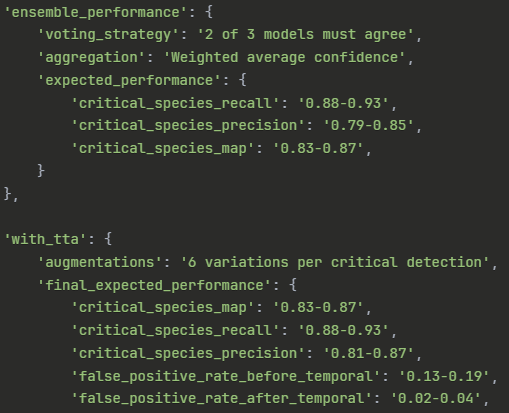 'ensemble_performance': {
'voting_strategy': '2 of 3 models must agree',
'aggregation': 'Weighted average confidence',
'expected_performance': {
'critical_species_recall': '0.88-0.93',
'critical_species_precision': '0.79-0.85',
'critical_species_map': '0.83-0.87',
}
},
'with_tta': {
'augmentations': '6 variations per critical detection',
'final_expected_performance': {
'critical_species_map': '0.83-0.87',
'critical_species_recall': '0.88-0.93',
'critical_species_precision': '0.81-0.87',
'false_positive_rate_before_temporal': '0.13-0.19',
'false_positive_rate_after_temporal': '0.02-0.04',